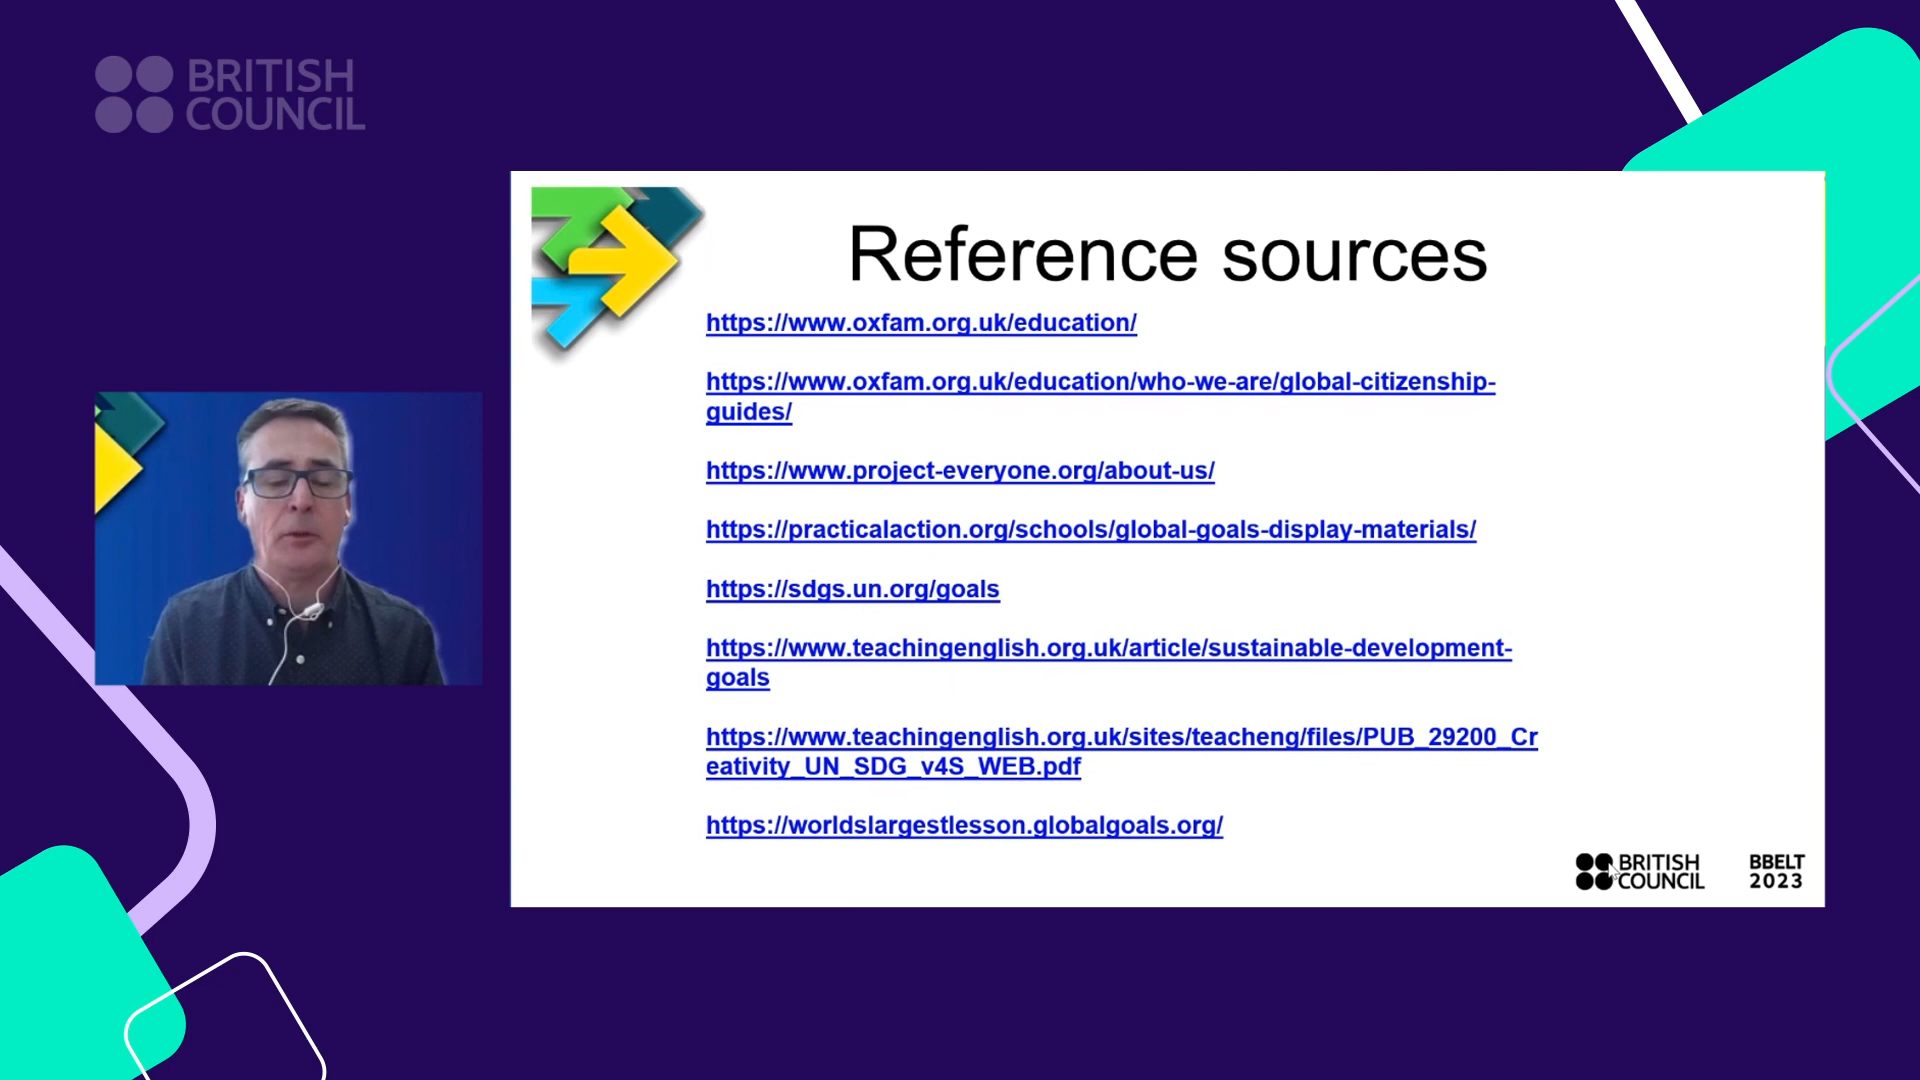 BRITISH
COUNCIL
Reference sources
https://www.oxfam.org.uk/education/
https://www.oxfam.org.uk/education/who-we-are/global-citizenship-
guides/
https://www.project-everyone.org/about-us/
https://practicalaction.org/schools/global-goals-display-materials/
https://sdgs.un.org/goals
https://www.teachingenglish.org.uk/article/sustainable-development-
goals
https://www.teachingenglish.org.uk/sites/teacheng/files/PUB_29200_Cr
eativity_UN_SDG_v4S_WEB.pdf
https://worldslargestlesson.globalgoals.org/
BRITISH
COUNCIL
BBELT
2023